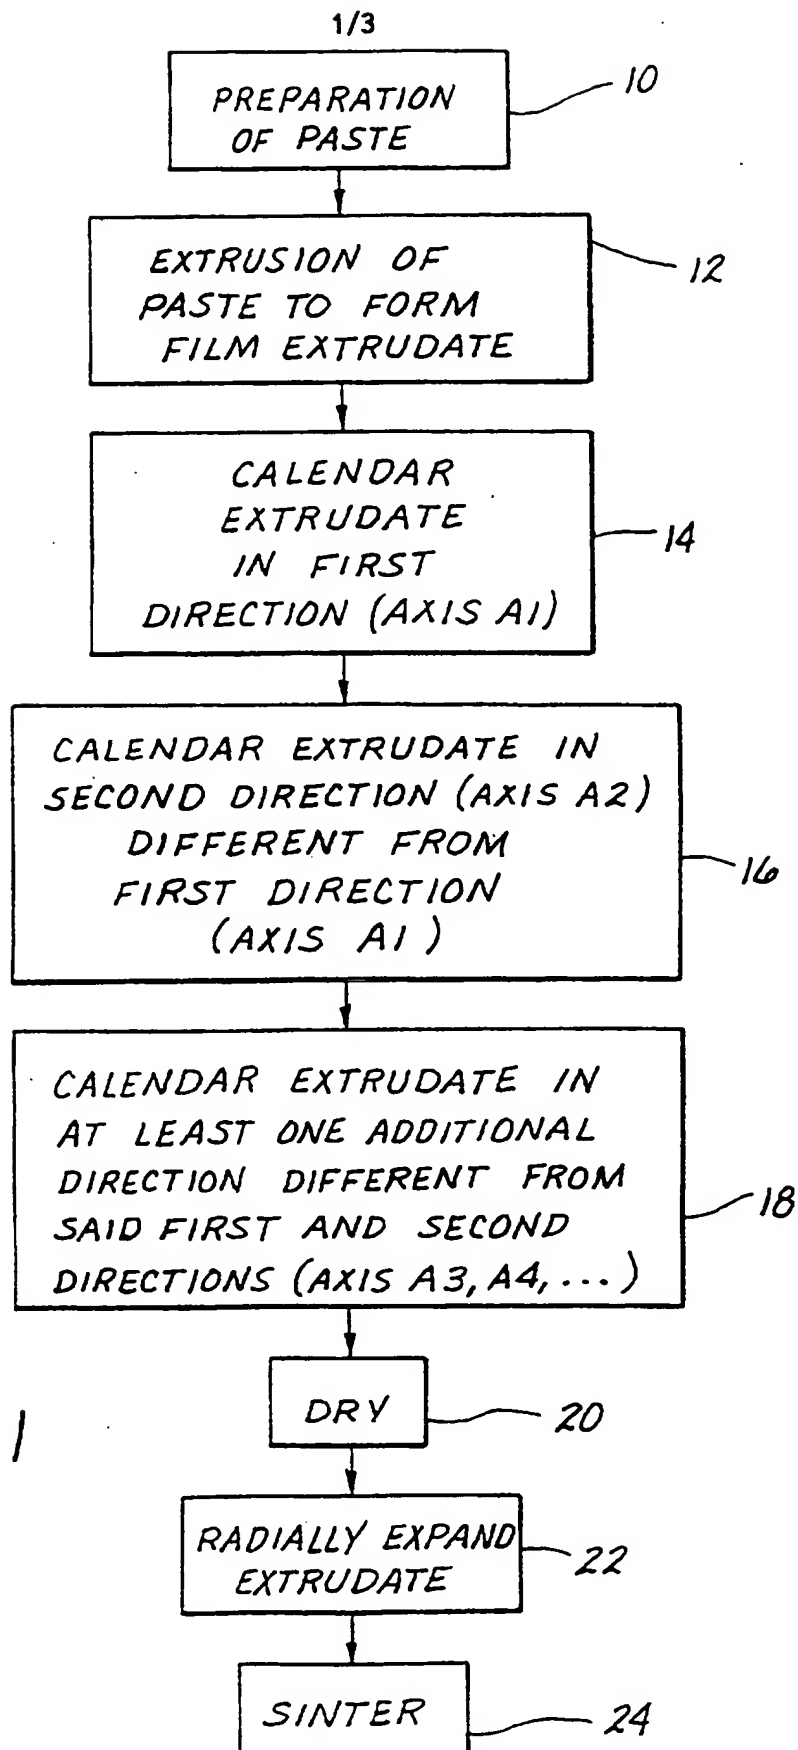 1/3
PREPARATION
OF PASTE
10
EXTRUSION OF
PASTE TO FORM
FILM EXTRUDATE
12
CALENDAR
EXTRUDATE
IN FIRST
DIRECTION (AXIS A1)
14
CALENDAR EXTRUDATE IN
SECOND DIRECTION (AXIS A2)
DIFFERENT FROM
FIRST DIRECTION
(AXIS A1)
16
CALENDAR EXTRUDATE IN
AT LEAST ONE ADDITIONAL
DIRECTION DIFFERENT FROM
SAID FIRST AND SECOND
DIRECTIONS (AXIS A3, A4, ...)
18
1
DRY
20
RADIALLY EXPAND
EXTRUDATE
22
SINTER
24